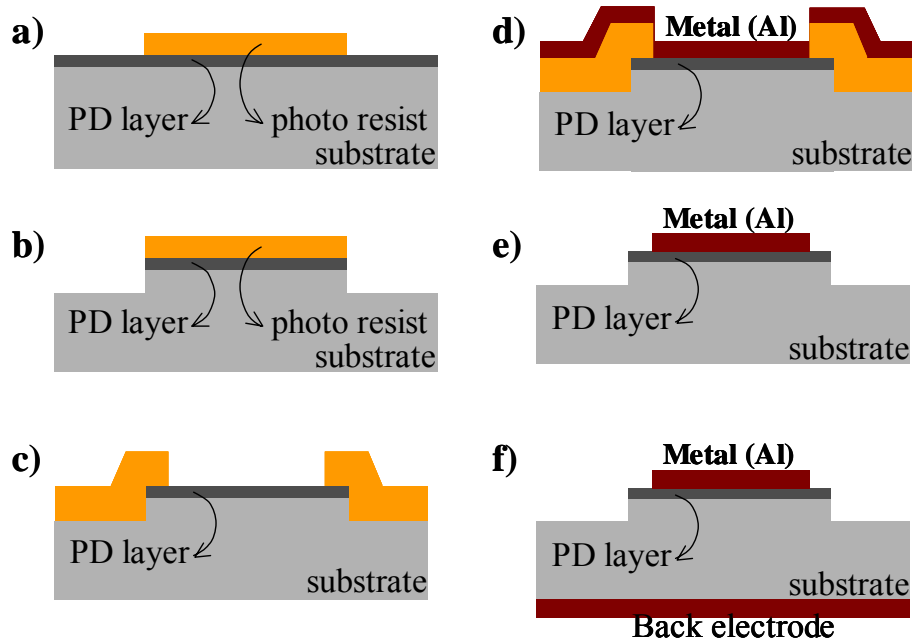 a)
PD layer
photo resist
substrate
b)
PD layer
photo resist
substrate
c)
PD layer
substrate
d)
Metal (Al)
PD layer
substrate
e)
Metal (Al)
PD layer
substrate
f)
Metal (Al)
PD layer
substrate
Back electrode